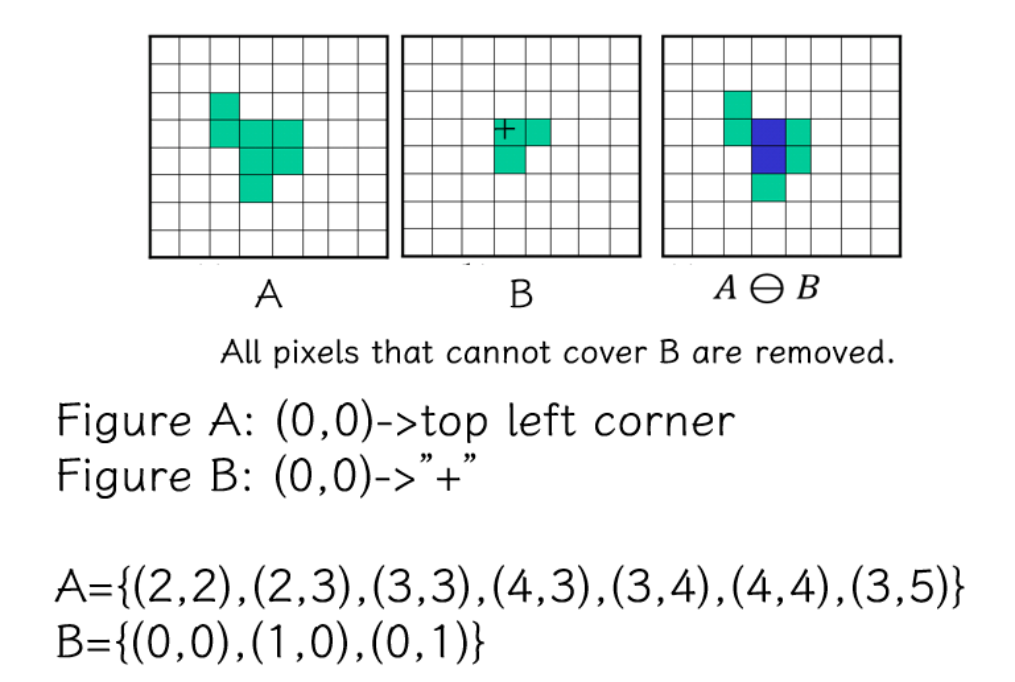 A
B
A ⊖ B
All pixels that cannot cover B are removed.
Figure A: (0,0)->top left corner
Figure B: (0,0)->”+”
A={(2,2),(2,3),(3,3),(4,3),(3,4),(4,4),(3,5)}
B={(0,0),(1,0),(0,1)}